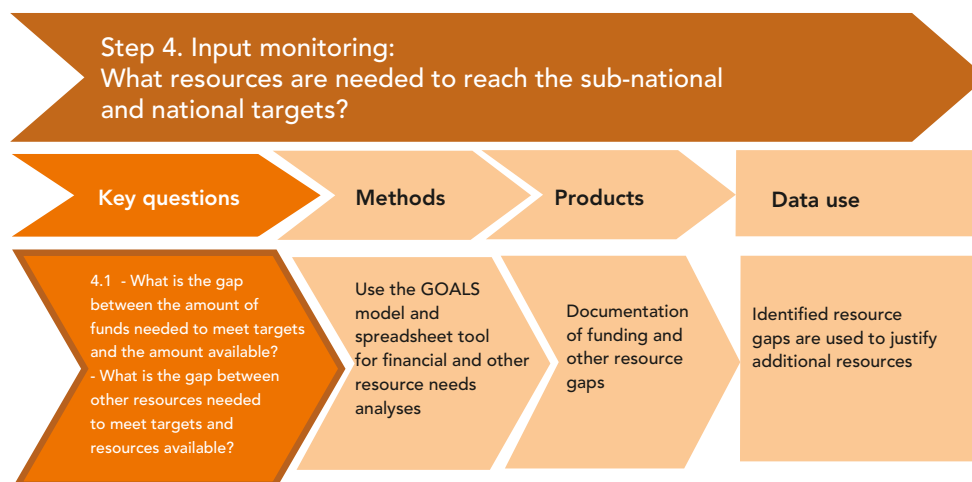 Step 4. Input monitoring:
What resources are needed to reach the sub-national
and national targets?
Key questions
Methods
Products
Data use
4.1 - What is the gap
between the amount of
funds needed to meet targets
and the amount available?
- What is the gap between
other resources needed
to meet targets and
resources available?
Use the GOALS
model and
spreadsheet tool
for financial and other
resource needs
analyses
Documentation
of funding and
other resource
gaps
Identified resource
gaps are used to justify
additional resources